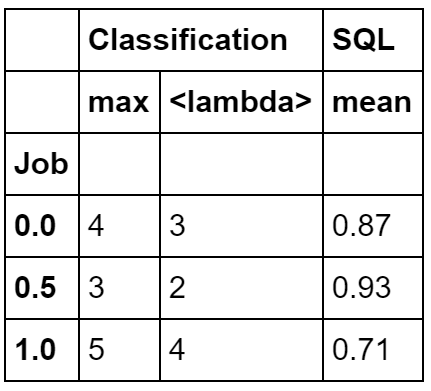 Classification SQL
max <lambda> mean
Job
0.0 4 3 0.87
0.5 3 2 0.93
1.0 5 4 0.71